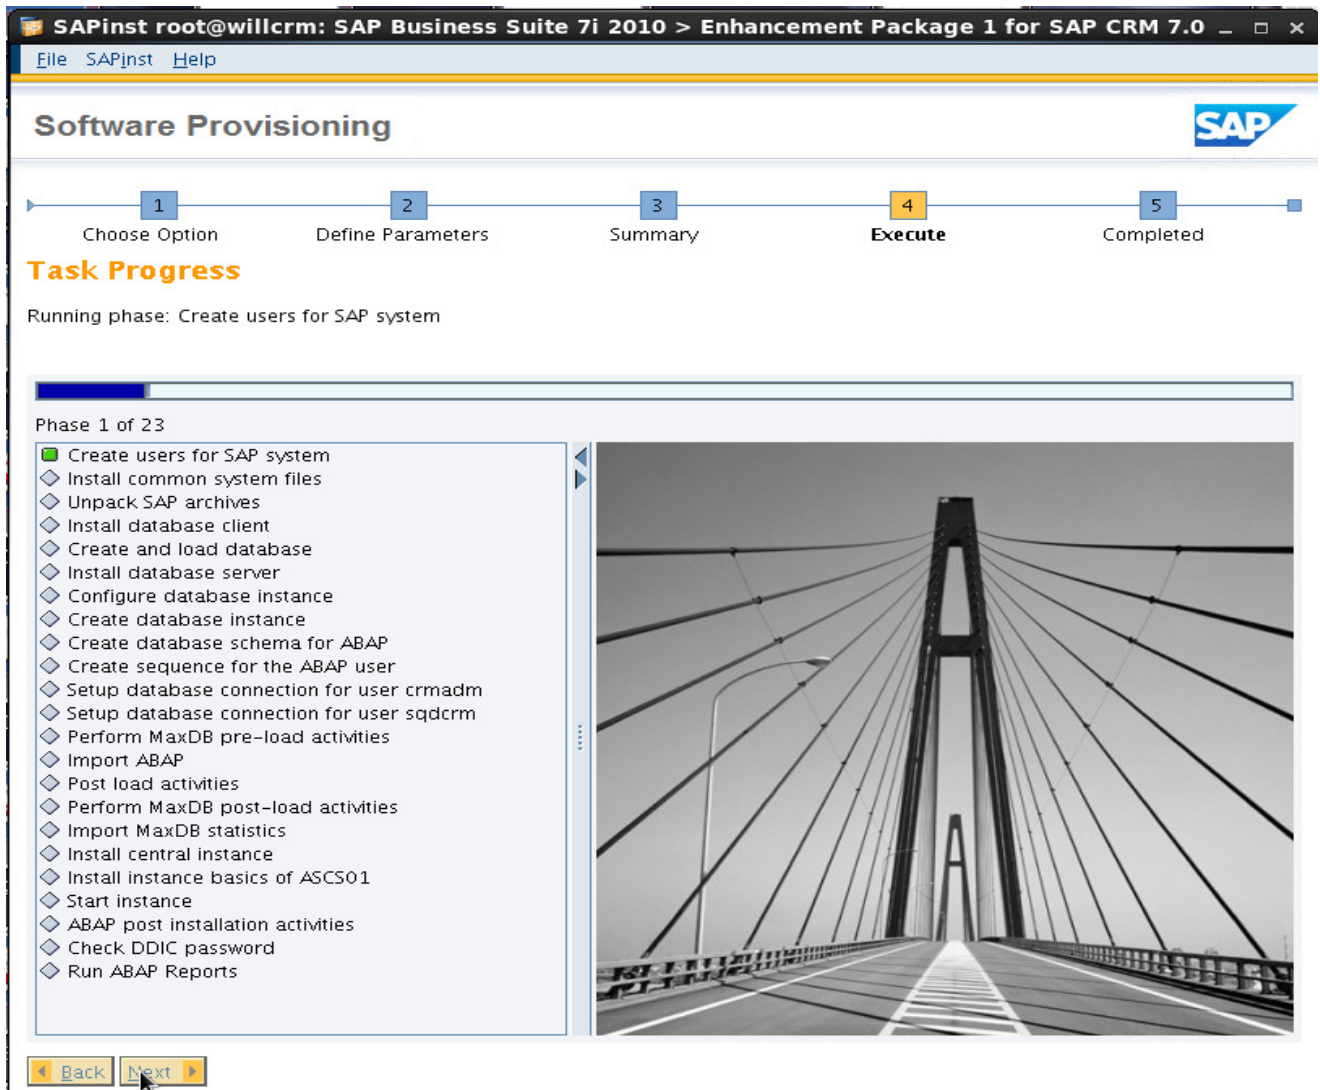 SAPinst root@willcrm: SAP Business Suite 7i 2010 > Enhancement Package 1 for SAP CRM 7.0
File SAPinst Help
Software Provisioning
SAP
1 2 3 4 5
Choose Option Define Parameters Summary Execute Completed
Task Progress
Running phase: Create users for SAP system
Phase 1 of 23
Create users for SAP system
Install common system files
Unpack SAP archives
Install database client
Create and load database
Install database server
Configure database instance
Create database instance
Create database schema for ABAP
Create sequence for the ABAP user
Setup database connection for user crmadm
Setup database connection for user sqdcrm
Perform MaxDB pre-load activities
Import ABAP
Post load activities
Perform MaxDB post-load activities
Import MaxDB statistics
Install central instance
Install instance basics of ASCS01
Start instance
ABAP post installation activities
Check DDIC password
Run ABAP Reports
Back Next